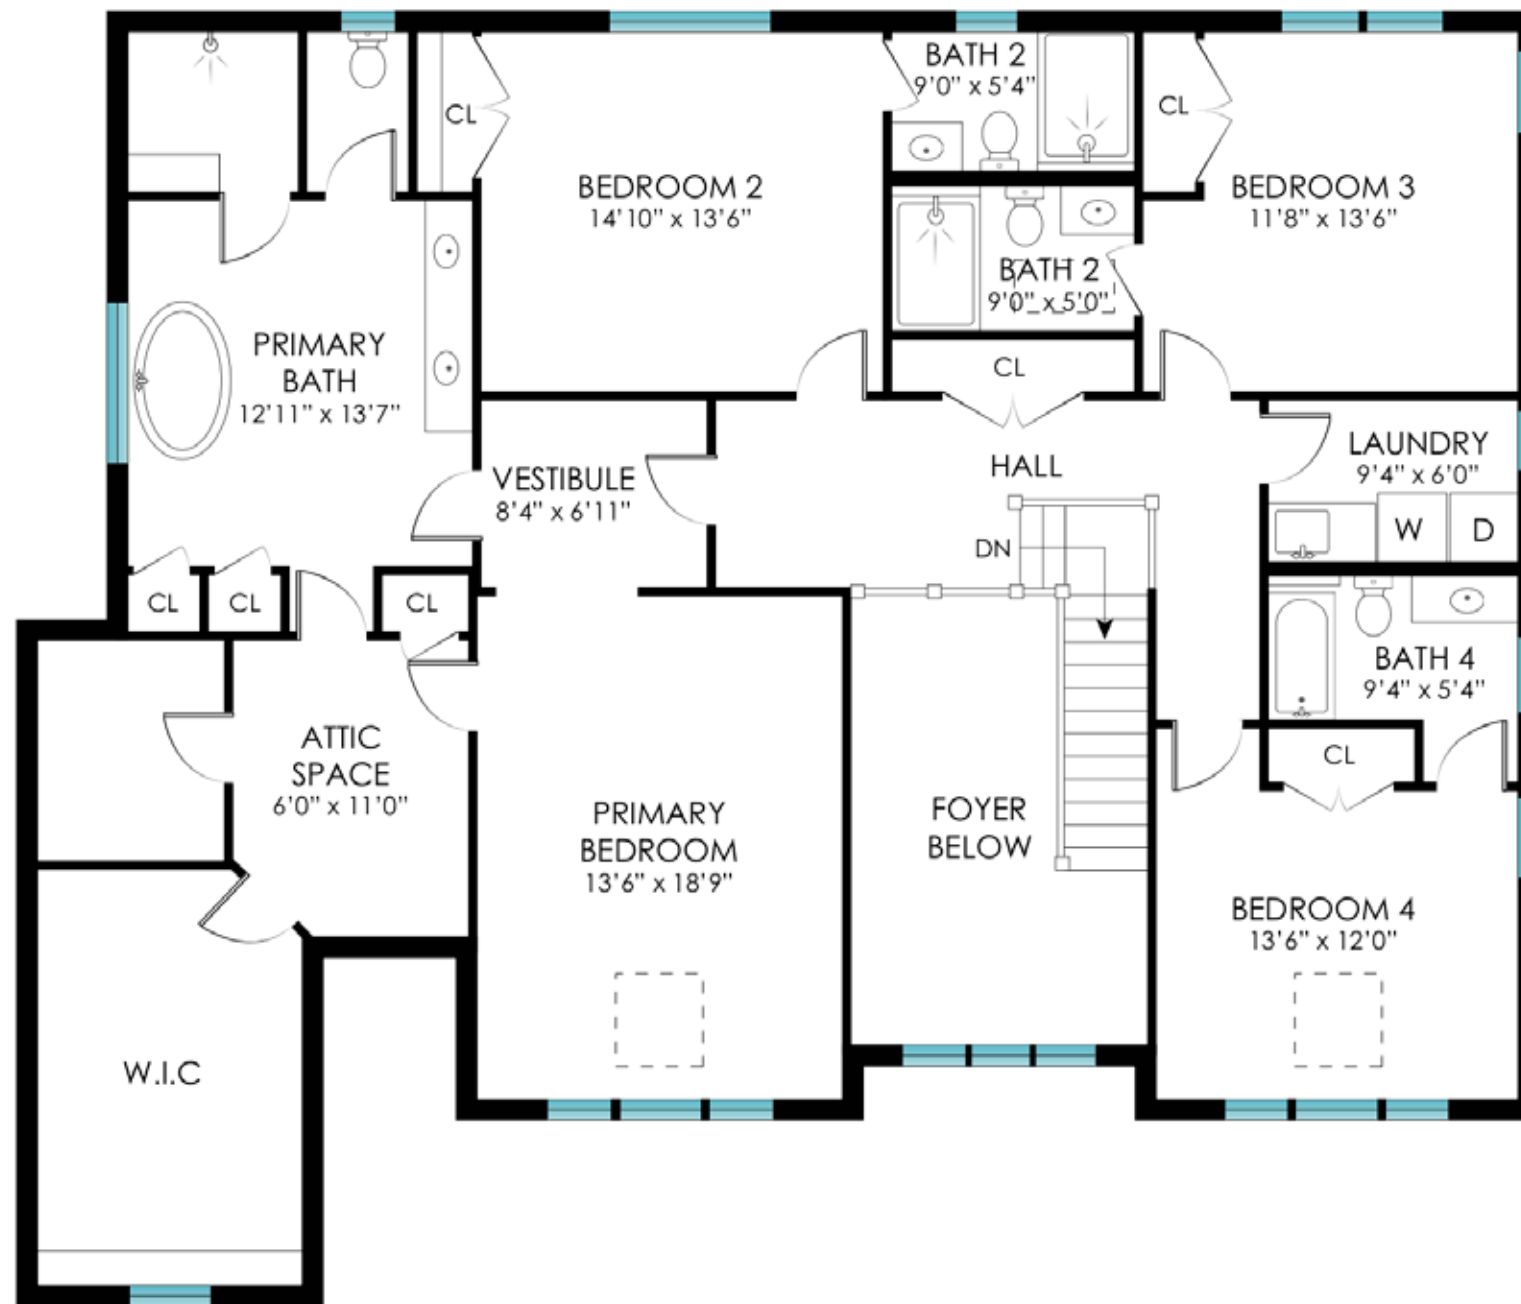 BATH 2
9'0" x 5'4"
CL
CL
BEDROOM 2
14'10" x 13'6"
BEDROOM 3
11'8" x 13'6"
BATH 2
9'0" x 5'0"
PRIMARY
BATH
12'11" x 13'7"
CL
VESTIBULE
8'4" x 6'11"
HALL
LAUNDRY
9'4" x 6'0"
W
D
DN
CL
CL
CL
BATH 4
9'4" x 5'4"
ATTIC
SPACE
6'0" x 11'0"
CL
PRIMARY
BEDROOM
13'6" x 18'9"
FOYER
BELOW
BEDROOM 4
13'6" x 12'0"
W.I.C